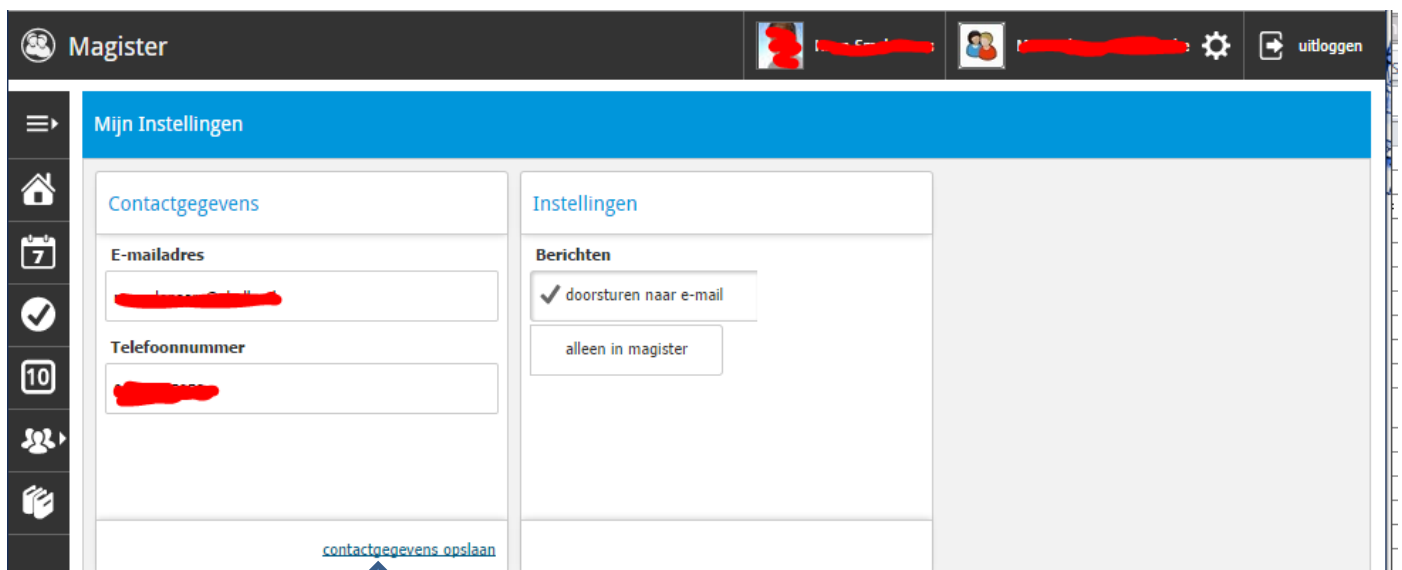 Magister
uitloggen
Mijn Instellingen
Contactgegevens
Instellingen
E-mailadres
Berichten
doorsturen naar e-mail
Telefoonnummer
alleen in magister
contactgegevens opslaan
7
10